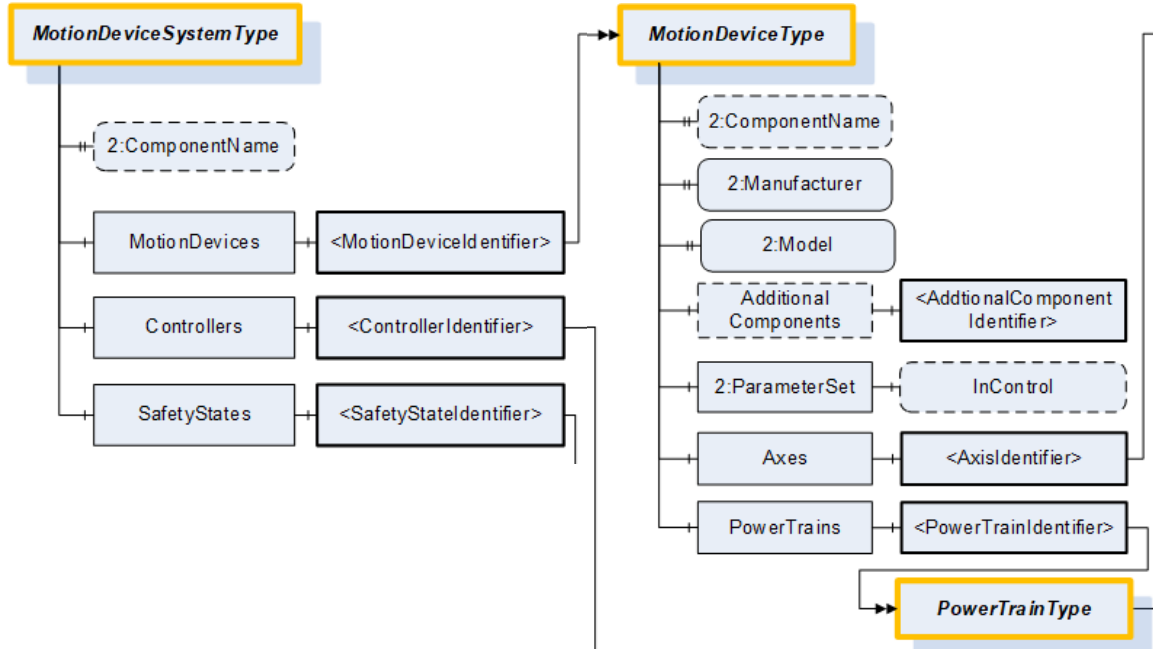 MotionDeviceSystemType
2:ComponentName
MotionDevices
<MotionDeviceIdentifier>
Controllers
<ControllerIdentifier>
SafetyStates
<SafetyStateIdentifier>
MotionDeviceType
2:ComponentName
2:Manufacturer
2:Model
Additional
Components
<AddtionalComponent
Identifier>
2:ParameterSet
InControl
Axes
<AxisIdentifier>
PowerTrains
<PowerTrainIdentifier>
PowerTrainType